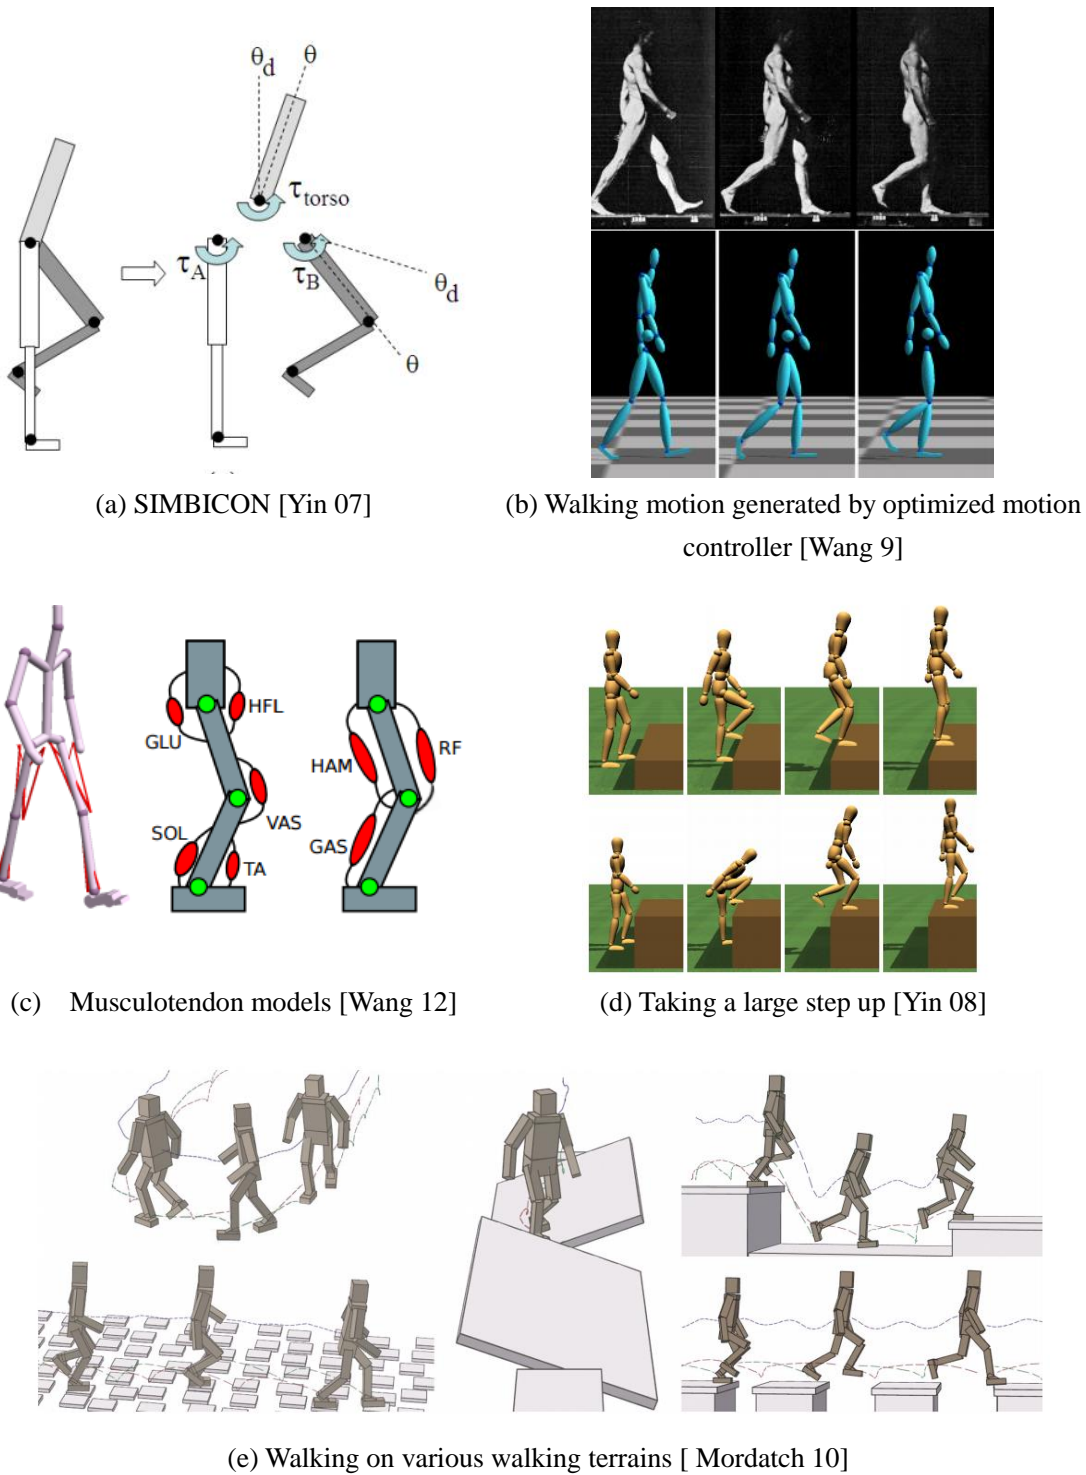 θd
θ
τtorso
τA
τB
θd
θ
(a) SIMBICON [Yin 07]
(b) Walking motion generated by optimized motion
controller [Wang 9]
HFL
GLU
VAS
SOL
TA
RF
HAM
GAS
(c) Musculotendon models [Wang 12]
(d) Taking a large step up [Yin 08]
(e) Walking on various walking terrains [ Mordatch 10]